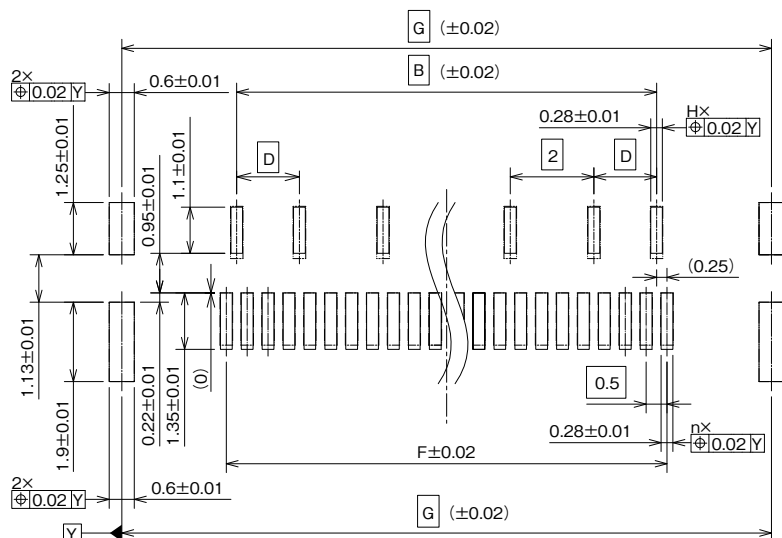 G (±0.02)
B (±0.02)
2×
⌖ 0.02 Y
0.6±0.01
0.28±0.01
H×
⌖ 0.02 Y
D
2
D
1.25±0.01
0.95±0.01
1.1±0.01
(0.25)
1.13±0.01
1.9±0.01
0.22±0.01
1.35±0.01
(0)
0.5
0.28±0.01
n×
⌖ 0.02 Y
F±0.02
2×
⌖ 0.02 Y
0.6±0.01
G (±0.02)
Y